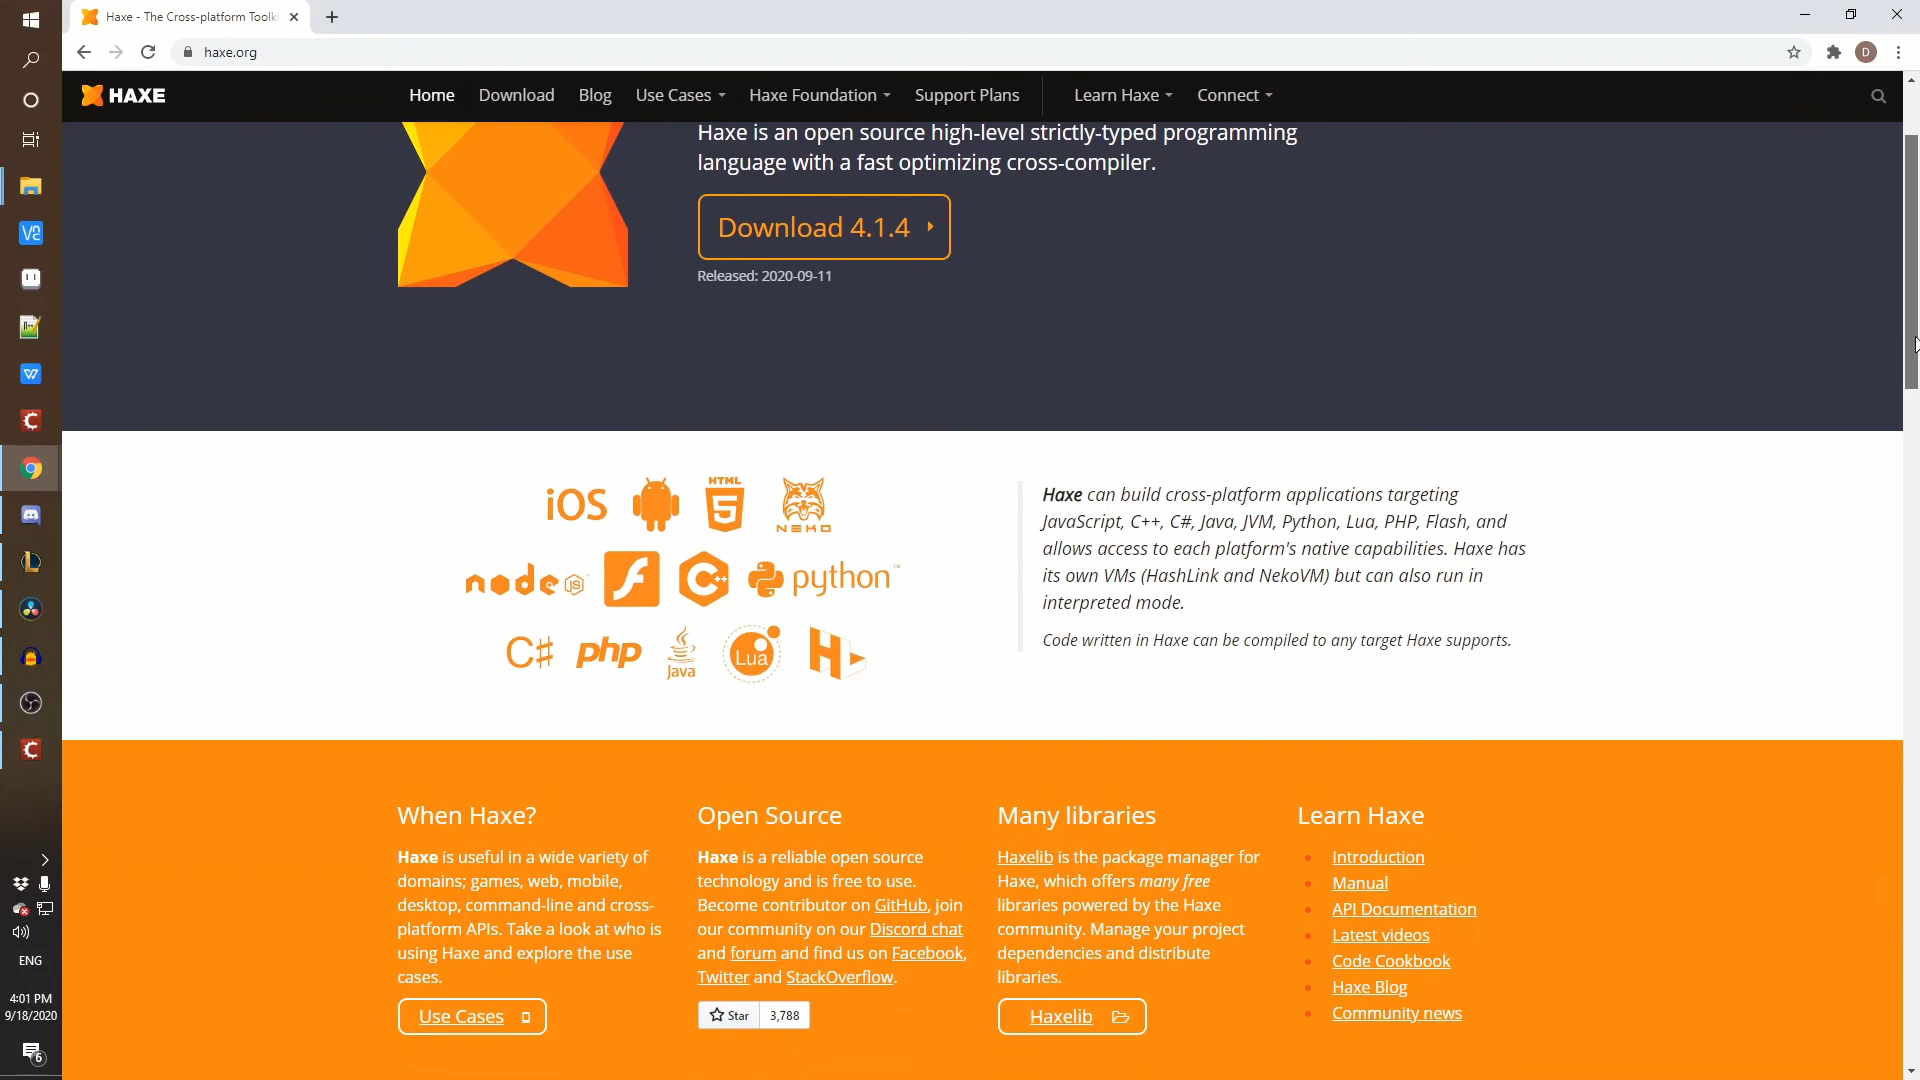 Haxe - The Cross-platform Toolki
haxe.org
D
HAXE
Home
Download
Blog
Use Cases
Haxe Foundation
Support Plans
Learn Haxe
Connect
Haxe is an open source high-level strictly-typed programming
language with a fast optimizing cross-compiler.
Download 4.1.4
Released: 2020-09-11
iOS
HTML
5
NEKO
node
JS
C++
python™
C#
php
Java
Lua
Haxe can build cross-platform applications targeting
JavaScript, C++, C#, Java, JVM, Python, Lua, PHP, Flash, and
allows access to each platform's native capabilities. Haxe has
its own VMs (HashLink and NekoVM) but can also run in
interpreted mode.
Code written in Haxe can be compiled to any target Haxe supports.
When Haxe?
Haxe is useful in a wide variety of
domains; games, web, mobile,
desktop, command-line and cross-
platform APIs. Take a look at who is
using Haxe and explore the use
cases.
Use Cases
Open Source
Haxe is a reliable open source
technology and is free to use.
Become contributor on GitHub, join
our community on our Discord chat
and forum and find us on Facebook,
Twitter and StackOverflow.
Star
3,788
Many libraries
Haxelib is the package manager for
Haxe, which offers many free
libraries powered by the Haxe
community. Manage your project
dependencies and distribute
libraries.
Haxelib
Learn Haxe
Introduction
Manual
API Documentation
Latest videos
Code Cookbook
Haxe Blog
Community news
ENG
4:01 PM
9/18/2020
6